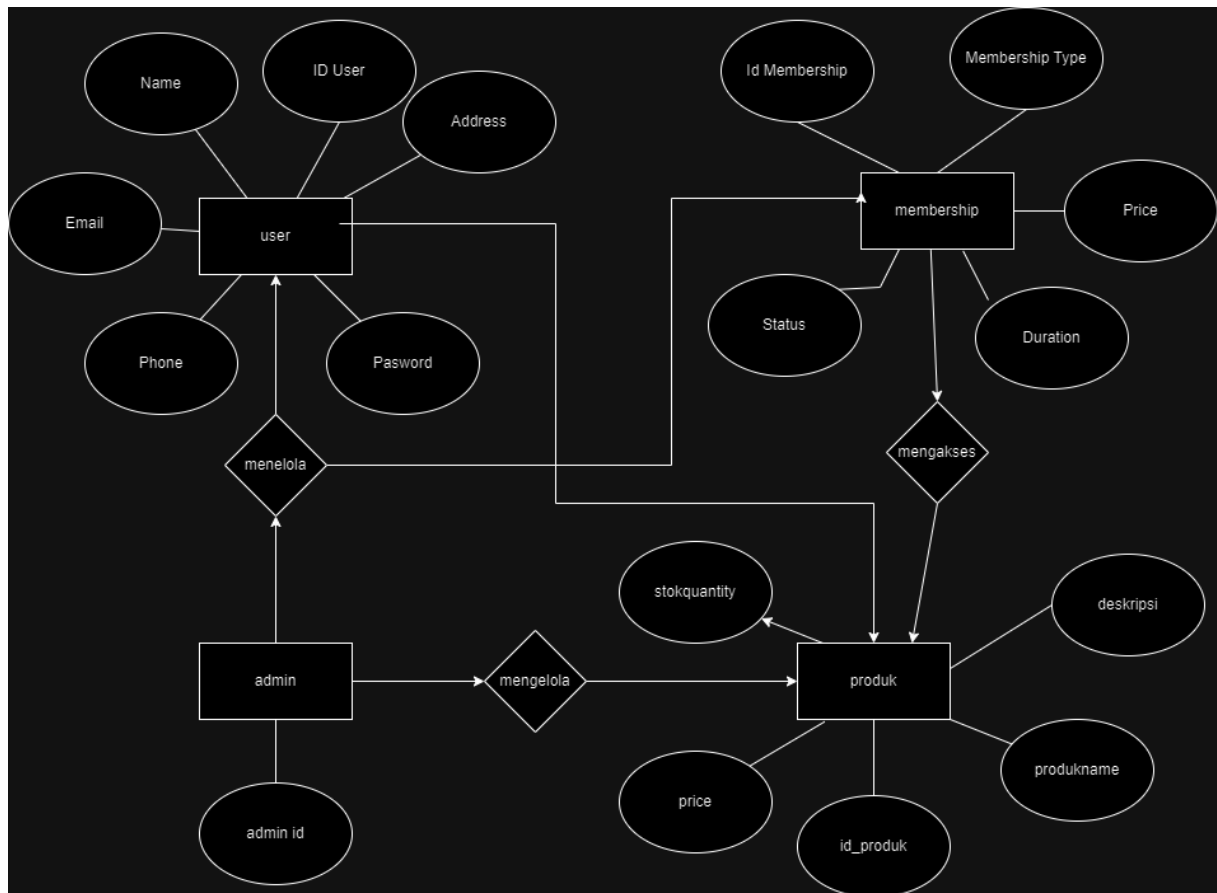 Name
ID User
Address
Email
user
Phone
Pasword
Id Membership
Membership Type
membership
Price
Status
Duration
menelola
mengakses
stokquantity
deskripsi
admin
mengelola
produk
price
produkname
admin id
id_produk